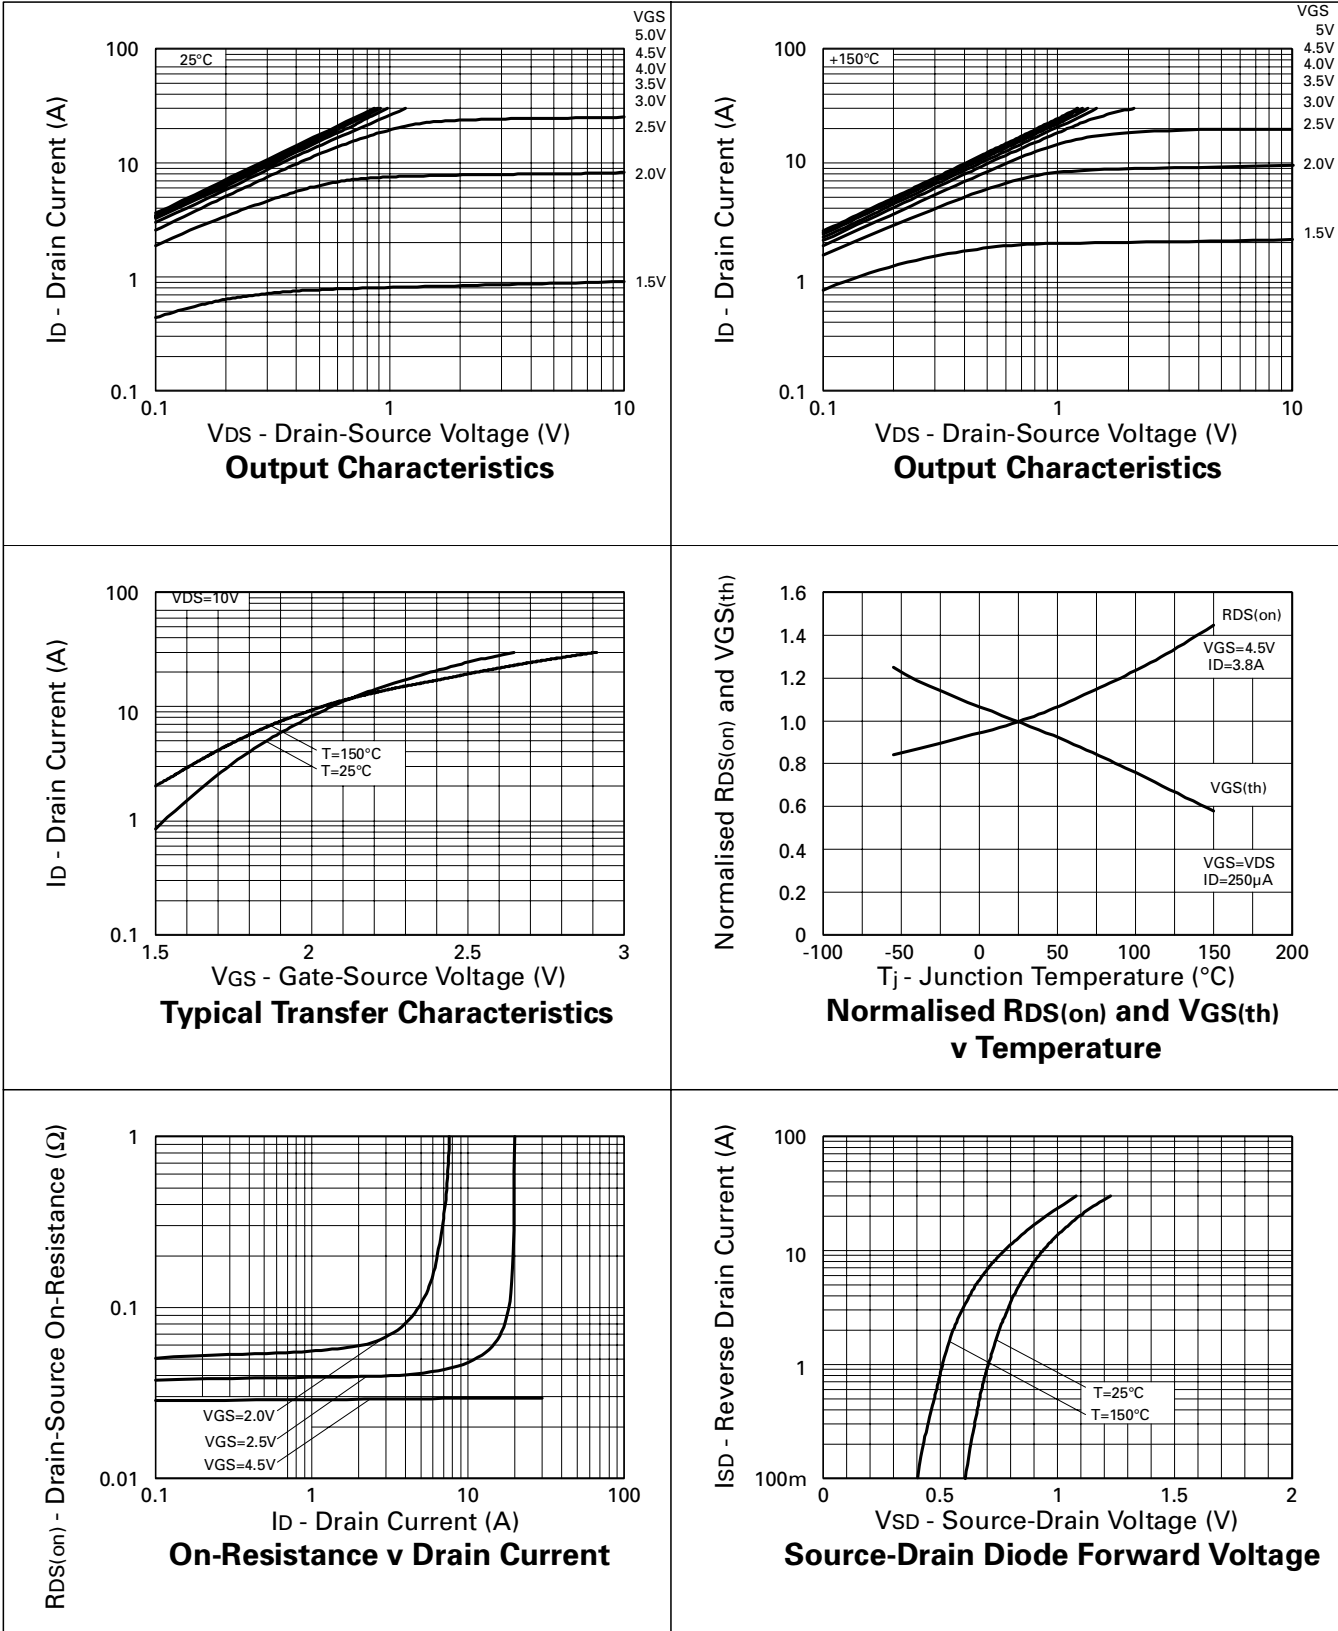 VGS
5.0V
4.5V
4.0V
3.5V
3.0V
2.5V
2.0V
1.5V
25°C
100
10
1
0.1
0.1 1 10
ID - Drain Current (A)
VDS - Drain-Source Voltage (V)
Output Characteristics
VGS
5V
4.5V
4.0V
3.5V
3.0V
2.5V
2.0V
1.5V
+150°C
100
10
1
0.1
0.1 1 10
ID - Drain Current (A)
VDS - Drain-Source Voltage (V)
Output Characteristics
VDS=10V
100
10
1
0.1
T=150°C
T=25°C
1.5 2 2.5 3
ID - Drain Current (A)
VGS - Gate-Source Voltage (V)
Typical Transfer Characteristics
1.6
1.4
1.2
1.0
0.8
0.6
0.4
0.2
0
RDS(on)
VGS=4.5V
ID=3.8A
VGS(th)
VGS=VDS
ID=250µA
-100 -50 0 50 100 150 200
Normalised RDS(on) and VGS(th)
Tj - Junction Temperature (°C)
Normalised RDS(on) and VGS(th)
v Temperature
1
0.1
0.01
VGS=2.0V
VGS=2.5V
VGS=4.5V
0.1 1 10 100
RDS(on) - Drain-Source On-Resistance (Ω)
ID - Drain Current (A)
On-Resistance v Drain Current
100
10
1
100m
T=25°C
T=150°C
0 0.5 1 1.5 2
ISD - Reverse Drain Current (A)
VSD - Source-Drain Voltage (V)
Source-Drain Diode Forward Voltage